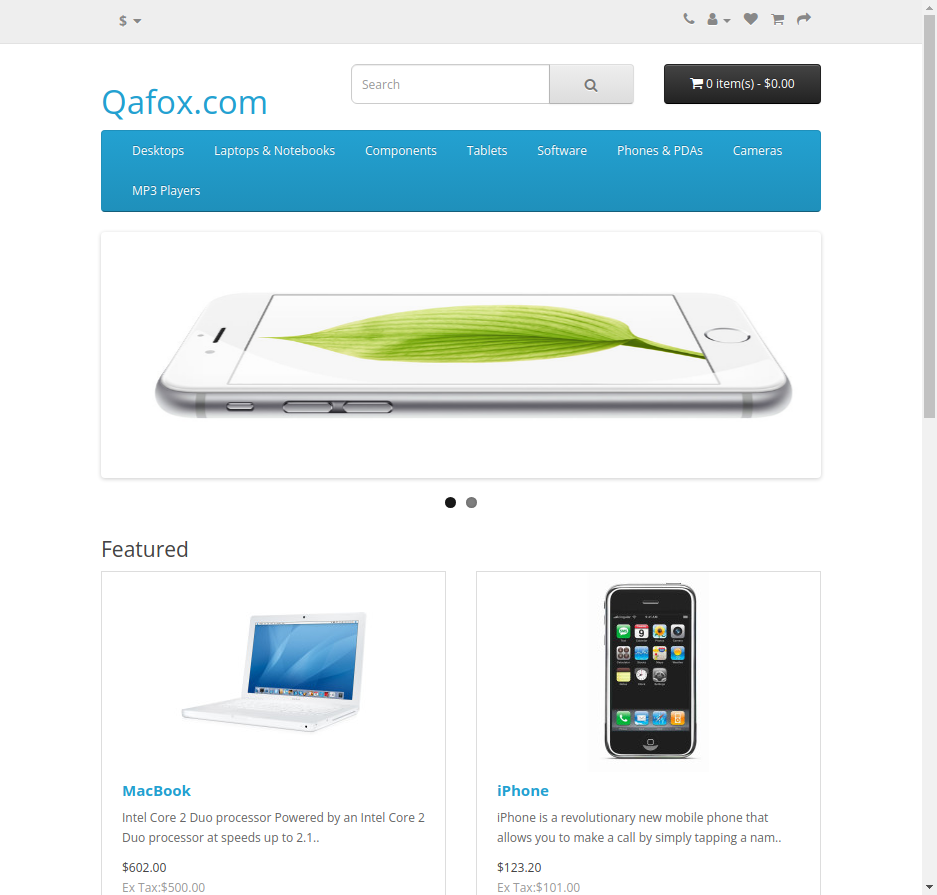 $
Qafox.com
Search
0 item(s) - $0.00
Desktops
Laptops & Notebooks
Components
Tablets
Software
Phones & PDAs
Cameras
MP3 Players
Featured
MacBook
Intel Core 2 Duo processor Powered by an Intel Core 2
Duo processor at speeds up to 2.1..
$602.00
Ex Tax:$500.00
iPhone
iPhone is a revolutionary new mobile phone that
allows you to make a call by simply tapping a nam..
$123.20
Ex Tax:$101.00